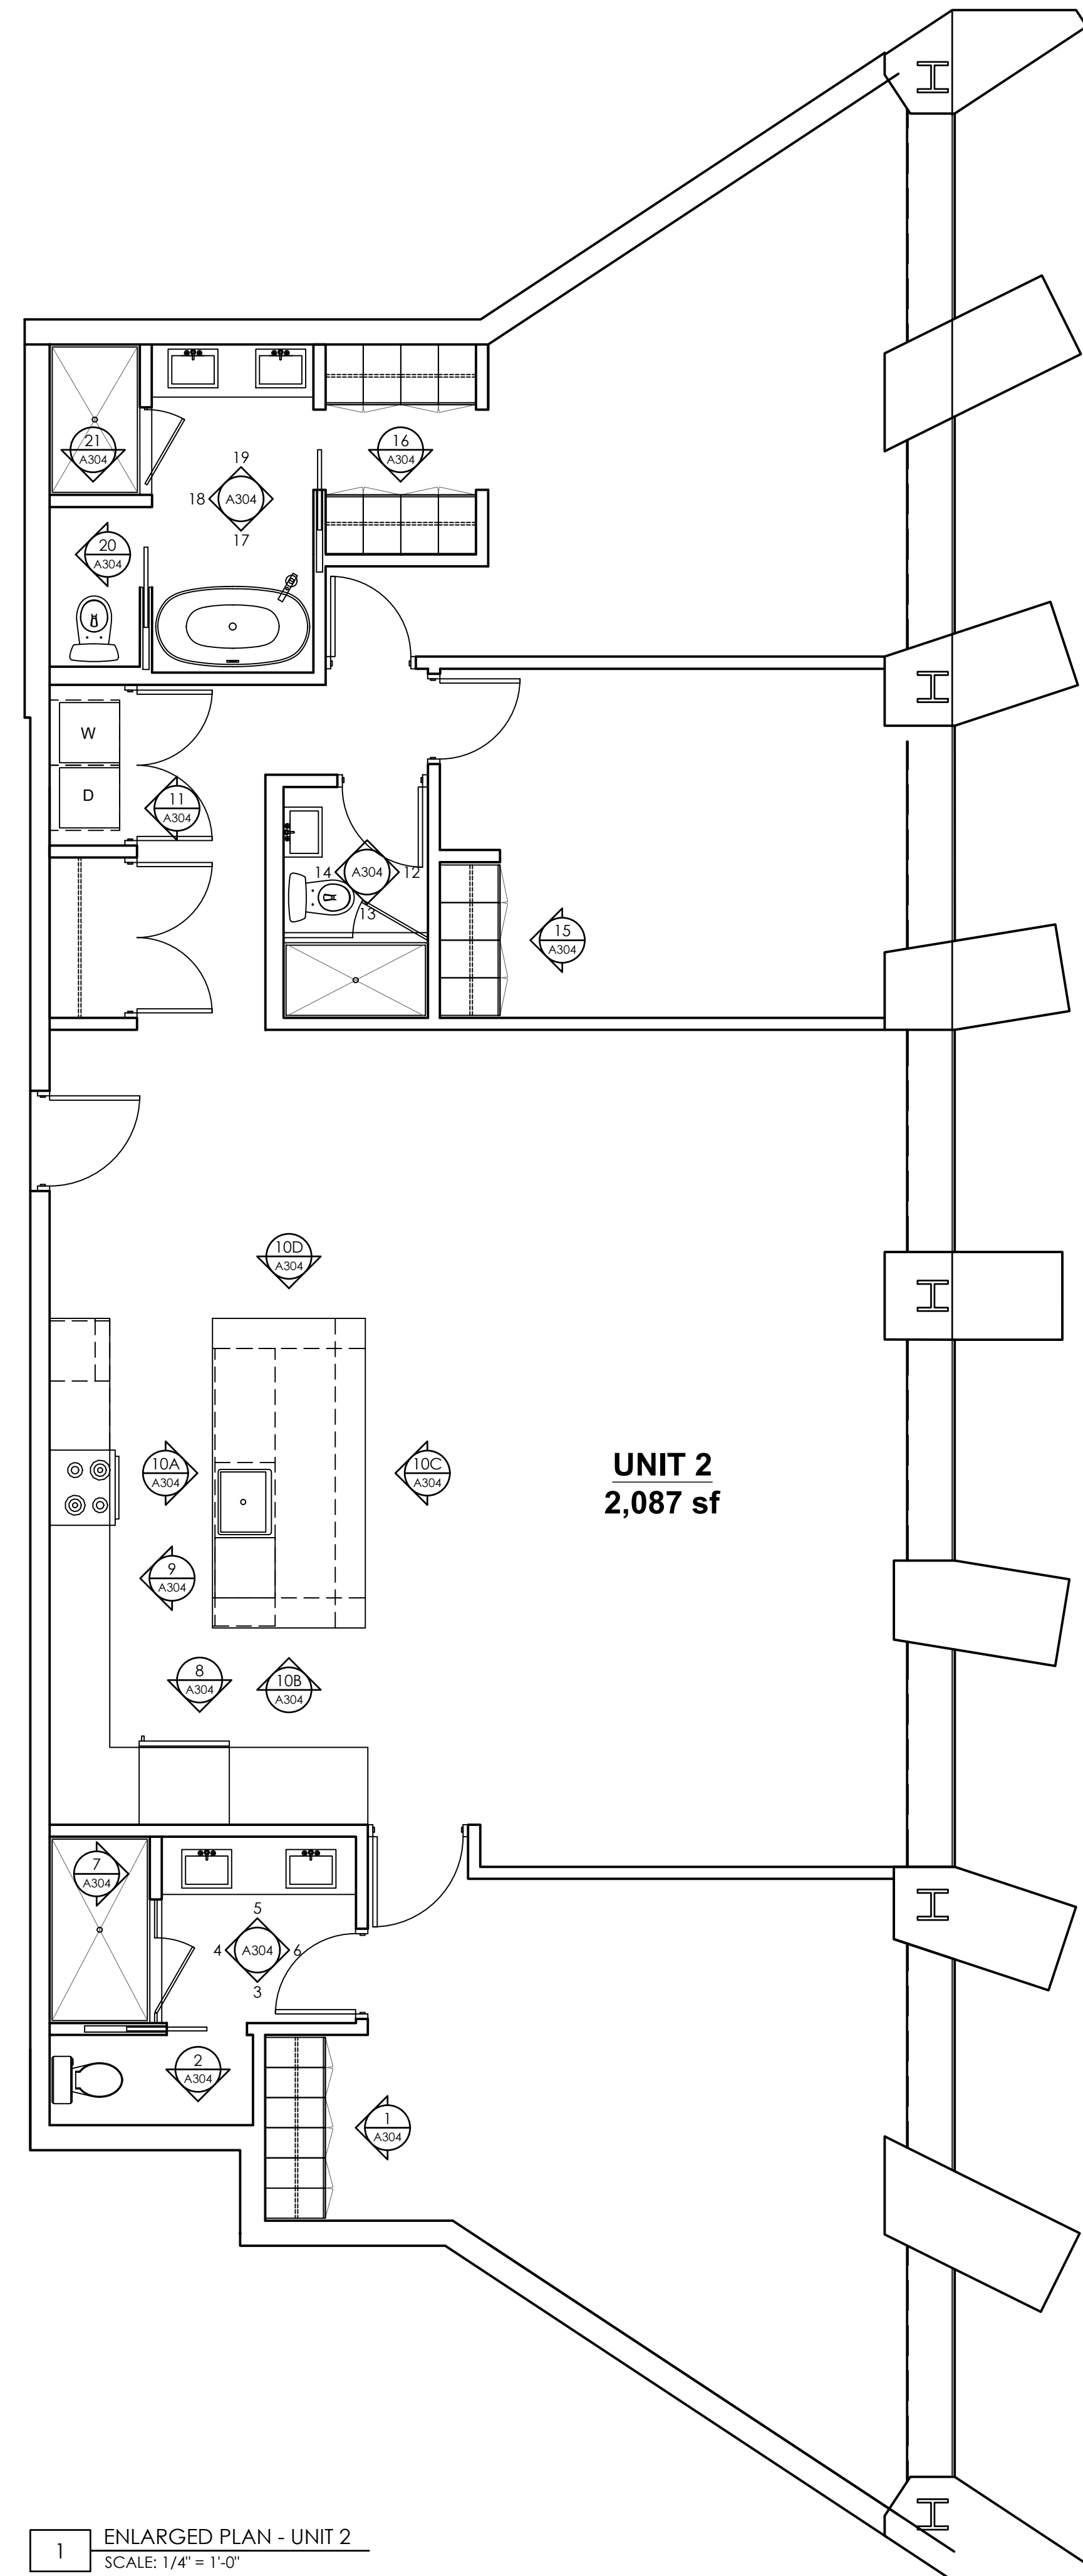 21
A304
16
A304
19
18
A304
17
20
A304
W
D
11
A304
14
A304
12
13
15
A304
10D
A304
10A
A304
10C
A304
UNIT 2
2,087 sf
9
A304
8
A304
10B
A304
7
A304
5
4
A304
6
3
2
A304
1
A304
1
ENLARGED PLAN - UNIT 2
SCALE: 1/4" = 1'-0"